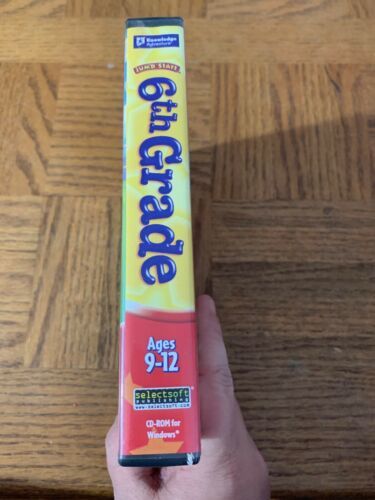 Knowledge
Adventure®
JUMP START®
6th Grade
Ages
9-12
selectsoft®
publishing
www.selectsoft.com
CD-ROM for
Windows®